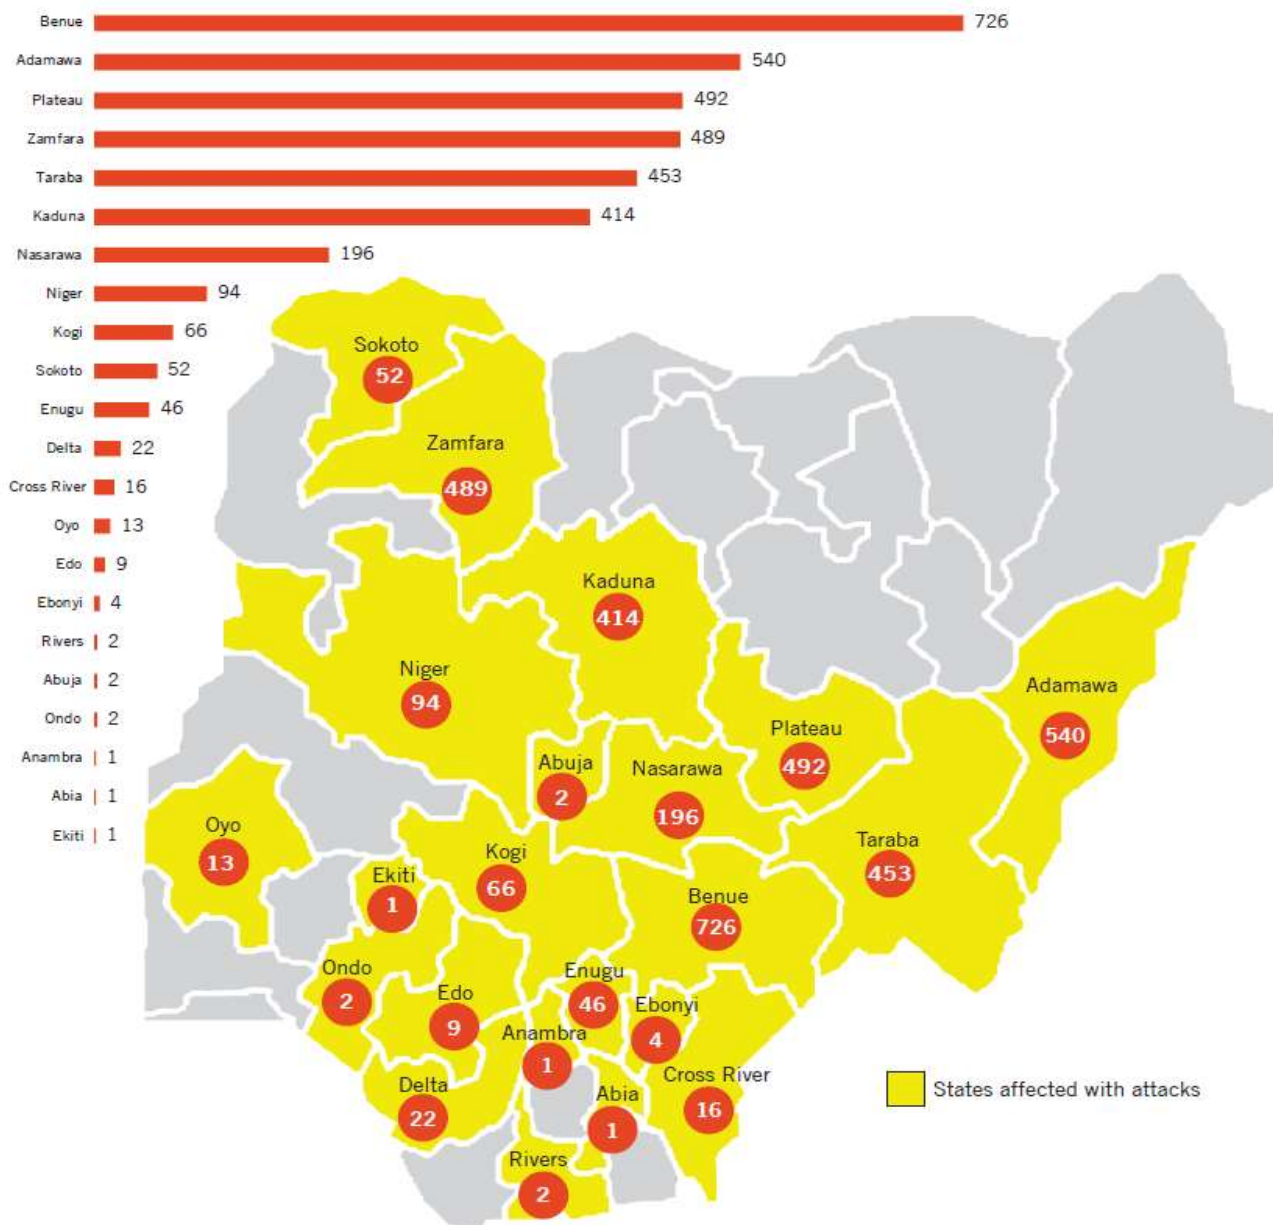 Benue 726
Adamawa 540
Plateau 492
Zamfara 489
Taraba 453
Kaduna 414
Nasarawa 196
Niger 94
Kogi 66
Sokoto 52
Enugu 46
Delta 22
Cross River 16
Oyo 13
Edo 9
Ebonyi 4
Rivers 2
Abuja 2
Ondo 2
Anambra 1
Abia 1
Ekiti 1
Sokoto
52
Zamfara
489
Kaduna
414
Niger
94
Adamawa
540
Plateau
492
Abuja
2
Nasarawa
196
Oyo
13
Kogi
66
Taraba
453
Ekiti
1
Benue
726
Ondo
2
Edo
9
Enugu
46
Ebonyi
4
Anambra
1
Delta
22
Abia
1
Cross River
16
Rivers
2
States affected with attacks